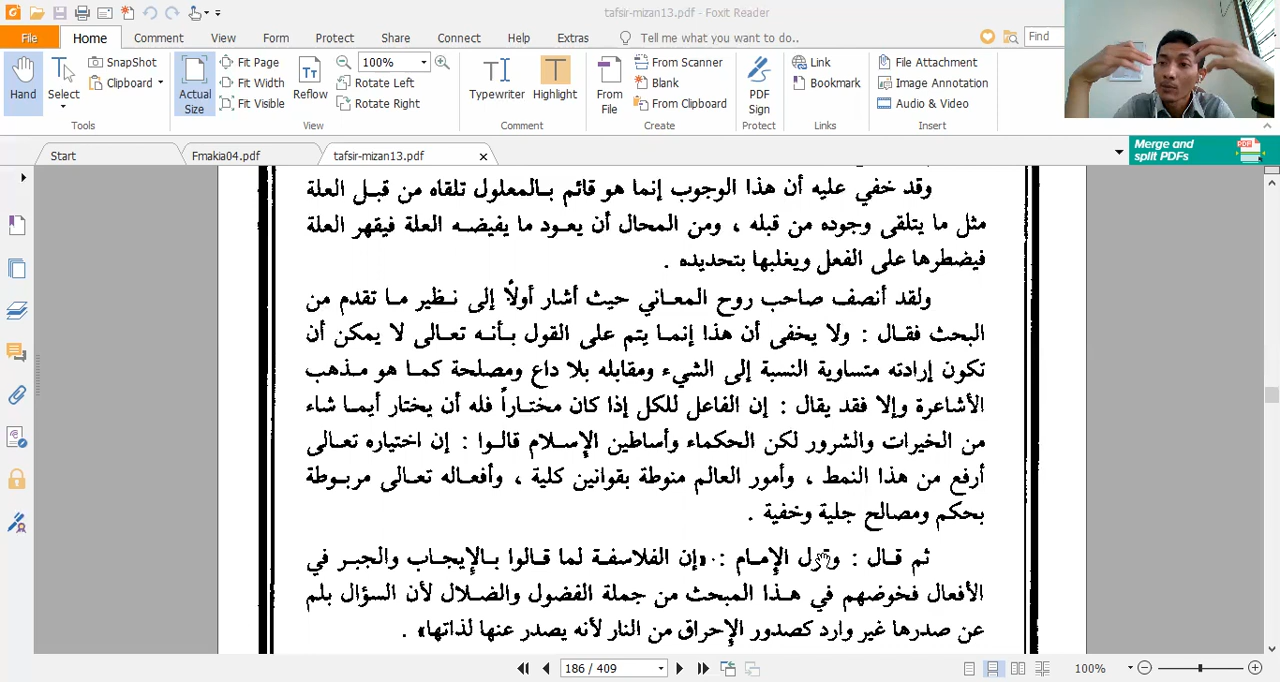 tafsir-mizan13.pdf - Foxit Reader
File Home Comment View Form Protect Share Connect Help Extras Tell me what you want to do.. Find
Hand Select SnapShot Clipboard
Tools
Actual Size Fit Page Fit Width Fit Visible Reflow 100% Rotate Left Rotate Right
View
Typewriter Highlight
Comment
From File From Scanner Blank From Clipboard
Create
PDF Sign
Protect
Link Bookmark
Links
File Attachment Image Annotation Audio & Video
Insert
Start Fmakia04.pdf tafsir-mizan13.pdf
Merge and split PDFs
وقد خفي عليه أن هذا الوجوب إنما هو قائم بالمعلول تلقاه من قبل العلة
مثل ما يتلقى وجوده من قبله ، ومن المحال أن يعود ما يفيضه العلة فيقهر العلة
فيضطرها على الفعل ويغلبها بتحديده .
ولقد أنصف صاحب روح المعاني حيث أشار أولاً إلى نظير ما تقدم من
البحث فقال : ولا يخفى أن هذا إنما يتم على القول بأنه تعالى لا يمكن أن
تكون إرادته متساوية النسبة إلى الشيء ومقابله بلا داع ومصلحة كما هو مذهب
الأشاعرة وإلا فقد يقال : إن الفاعل للكل إذا كان مختاراً فله أن يختار أيما شاء
من الخيرات والشرور لكن الحكماء وأساطين الإسلام قالوا : إن اختياره تعالى
أرفع من هذا النمط ، وأمور العالم منوطة بقوانين كلية ، وأفعاله تعالى مربوطة
بحكم ومصالح جلية وخفية .
ثم قال : الإمام : «إن الفلاسفة لما قالوا بالإيجاب والجبر في
الأفعال فخوضهم في هذا المبحث من جملة الفضول والضلال لأن السؤال بلم
عن صدرها غير وارد كصدور الإحراق من النار لأنه يصدر عنها لذاتها» .
186 / 409 100%